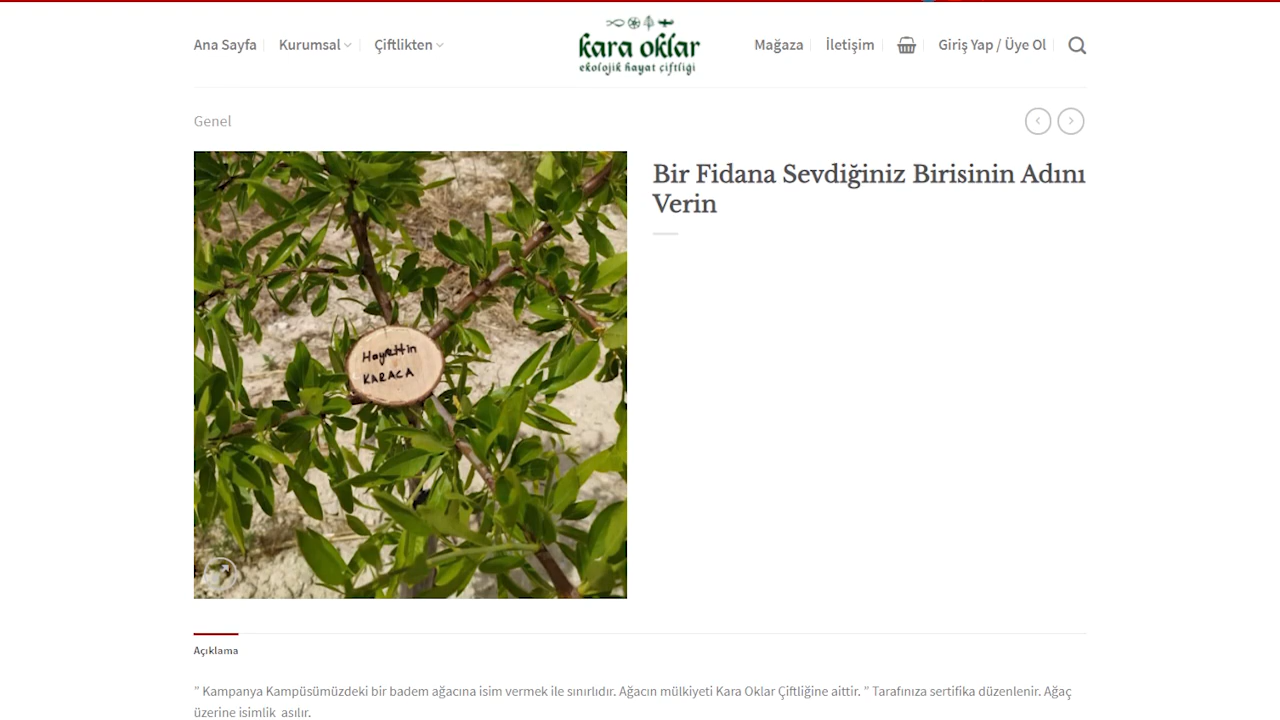 Ana Sayfa
Kurumsal
Çiftlikten
kara oklar
ekolojik hayat çiftliği
Mağaza
İletişim
Giriş Yap / Üye Ol
Genel
Hayrettin
KARACA
Bir Fidana Sevdiğiniz Birisinin Adını
Verin
Açıklama
” Kampanya Kampüsümüzdeki bir badem ağacına isim vermek ile sınırlıdır. Ağacın mülkiyeti Kara Oklar Çiftliğine aittir. ” Tarafınıza sertifika düzenlenir. Ağaç
üzerine isimlik asılır.